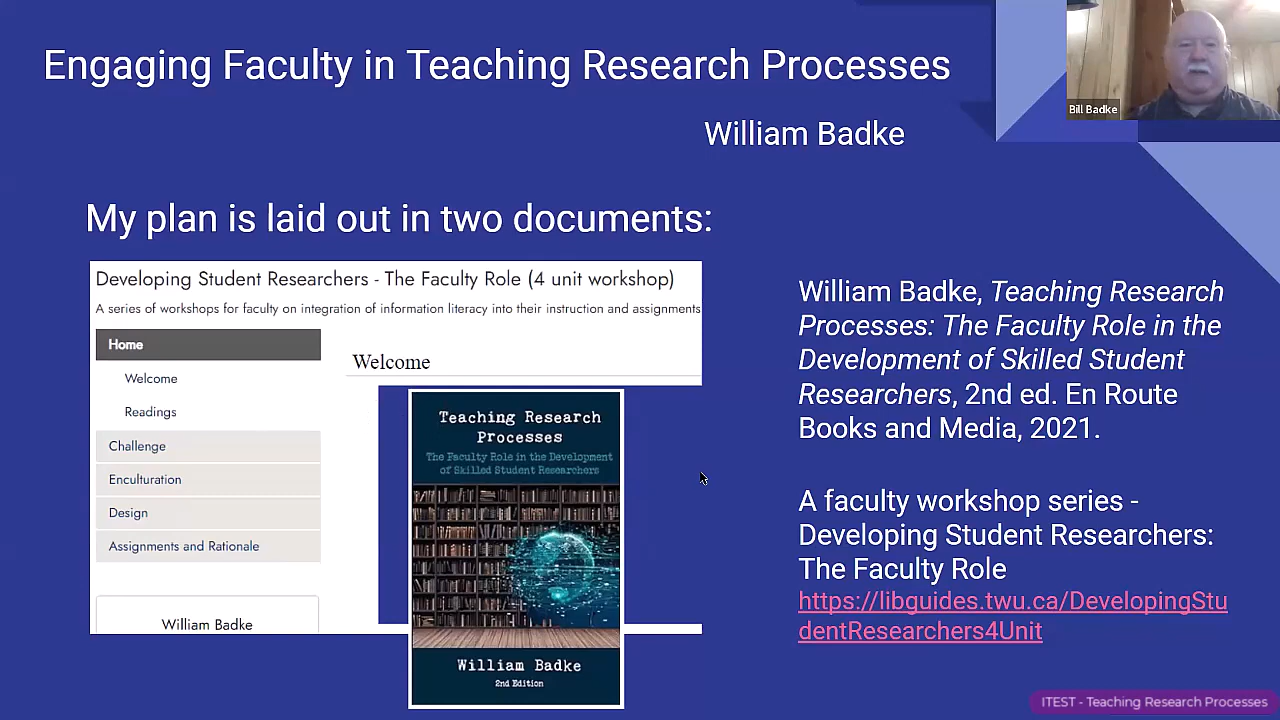 Engaging Faculty in Teaching Research Processes
Bill Badke
William Badke
My plan is laid out in two documents:
Developing Student Researchers - The Faculty Role (4 unit workshop)
A series of workshops for faculty on integration of information literacy into their instruction and assignments
Home
Welcome
Readings
Challenge
Enculturation
Design
Assignments and Rationale
William Badke
Welcome
Teaching Research
Processes
The Faculty Role in the Development
of Skilled Student Researchers
William Badke
2nd Edition
William Badke, Teaching Research
Processes: The Faculty Role in the
Development of Skilled Student
Researchers, 2nd ed. En Route
Books and Media, 2021.
A faculty workshop series -
Developing Student Researchers:
The Faculty Role
https://libguides.twu.ca/DevelopingStu
dentResearchers4Unit
ITEST - Teaching Research Processes